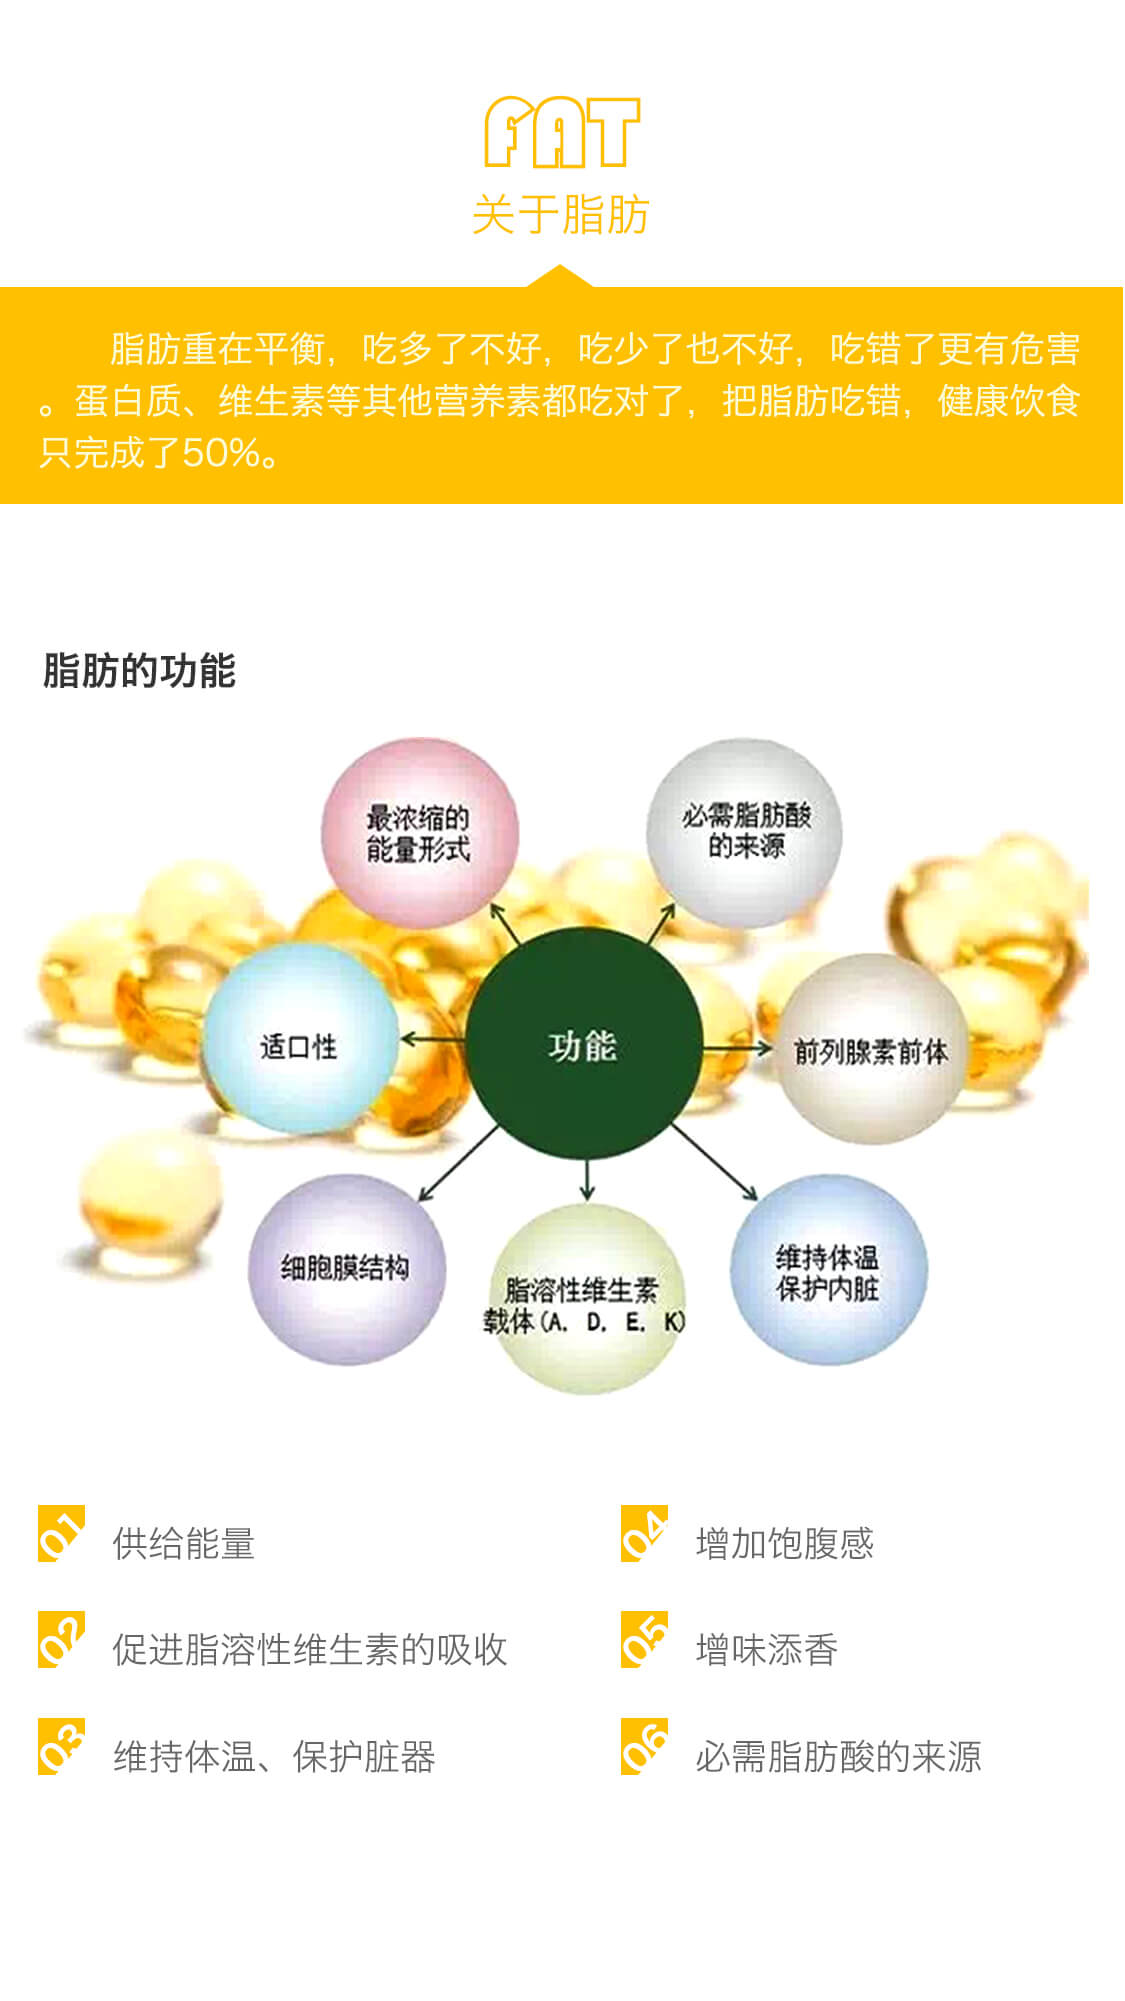 FAT
关于脂肪
脂肪重在平衡，吃多了不好，吃少了也不好，吃错了更有危害
。蛋白质、维生素等其他营养素都吃对了，把脂肪吃错，健康饮食
只完成了50%。
脂肪的功能
最浓缩的
能量形式
必需脂肪酸
的来源
适口性
功能
前列腺素前体
细胞膜结构
脂溶性维生素
载体(A. D. E. K)
维持体温
保护内脏
01 供给能量
04 增加饱腹感
02 促进脂溶性维生素的吸收
05 增味添香
03 维持体温、保护脏器
06 必需脂肪酸的来源